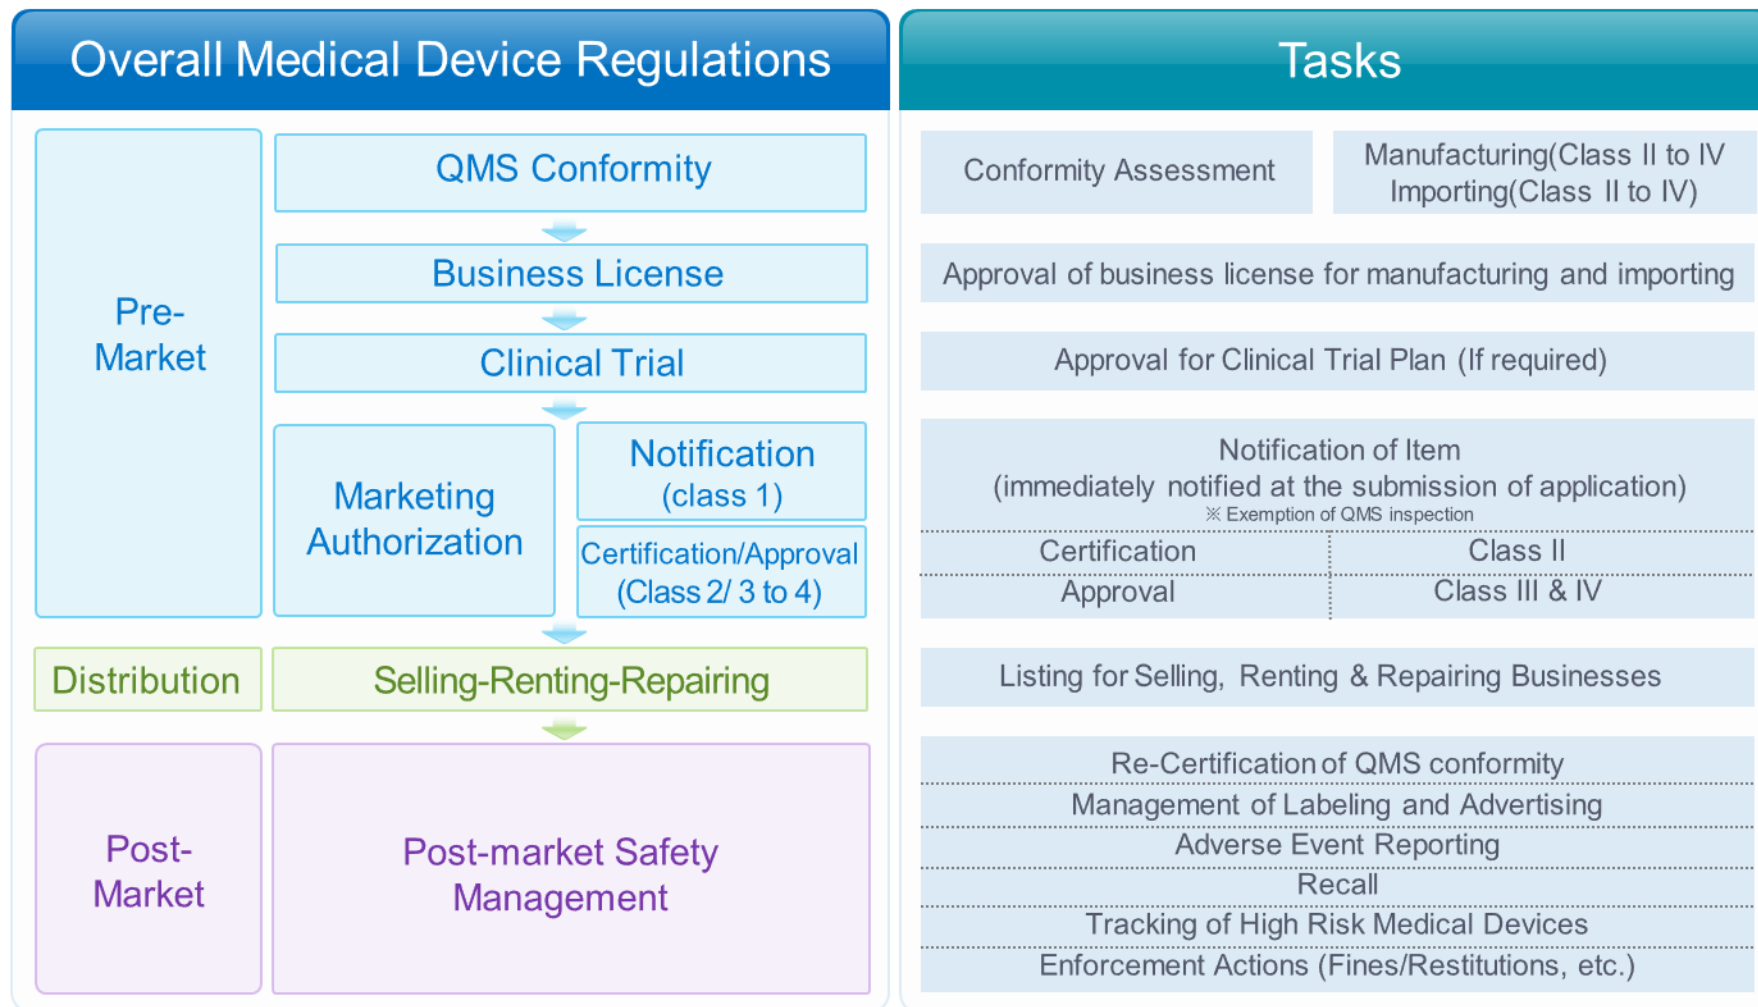 Overall Medical Device Regulations
Tasks
Pre-
Market
QMS Conformity
Conformity Assessment
Manufacturing(Class II to IV
Importing(Class II to IV)
Business License
Approval of business license for manufacturing and importing
Clinical Trial
Approval for Clinical Trial Plan (If required)
Marketing
Authorization
Notification
(class 1)
Certification/Approval
(Class 2/ 3 to 4)
Notification of Item
(immediately notified at the submission of application)
※ Exemption of QMS inspection
Certification
Class II
Approval
Class III & IV
Distribution
Selling-Renting-Repairing
Listing for Selling, Renting & Repairing Businesses
Post-
Market
Post-market Safety
Management
Re-Certification of QMS conformity
Management of Labeling and Advertising
Adverse Event Reporting
Recall
Tracking of High Risk Medical Devices
Enforcement Actions (Fines/Restitutions, etc.)